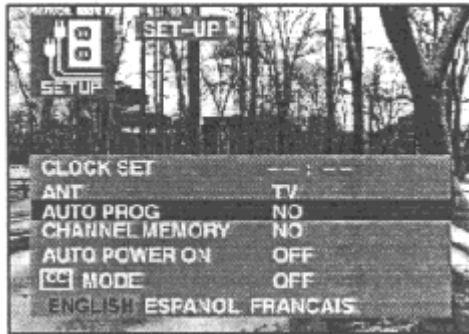 SET-UP
SETUP
CLOCK SET --:--
ANT TV
AUTO PROG NO
CHANNEL MEMORY NO
AUTO POWER ON OFF
CC MODE OFF
ENGLISH ESPANOL FRANCAIS